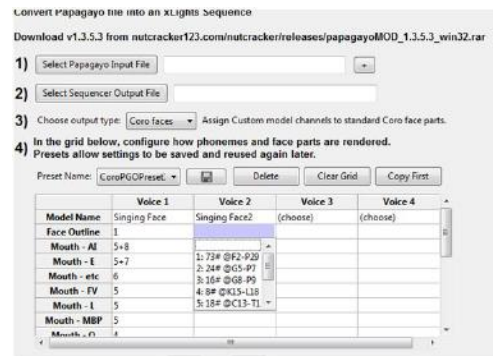 Convert Papagayo file into an xLights Sequence
Download v1.3.5.3 from nutcracker123.com/nutcracker/releases/papagayoMOD_1.3.5.3_win32.rar
1) Select Papagayo Input File +
2) Select Sequencer Output File
3) Choose output type: Coro faces Assign Custom model channels to standard Coro face parts.
4) In the grid below, configure how phonemes and face parts are rendered.
Presets allow settings to be saved and reused again later.
Preset Name: CoroPGOPreset Delete Clear Grid Copy First
Voice 1 Voice 2 Voice 3 Voice 4
Model Name Singing Face Singing Face2 (choose) (choose)
Face Outline 1
Mouth - AI 5+8
1: 73# @F2-P29
Mouth - E 5+7
2: 24# @G5-P7
Mouth - etc 6
3: 16# @G8-P9
Mouth - FV 5
4: 8# @K15-L18
Mouth - L 5
5: 18# @C13-T1
Mouth - MBP 5
Mouth - O 4